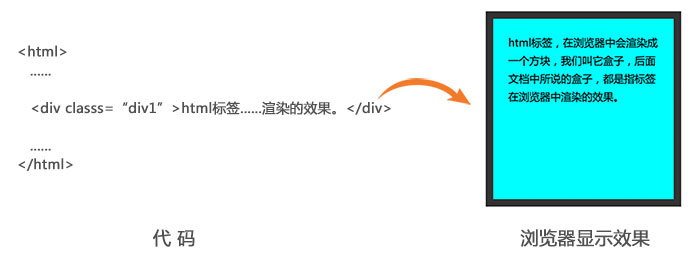 <html>
......
<div classs=“div1”>html标签......渲染的效果。</div>
......
</html>
代 码
html标签，在浏览器中会渲染成
一个方块，我们叫它盒子，后面
文档中所说的盒子，都是指标签
在浏览器中渲染的效果。
浏览器显示效果